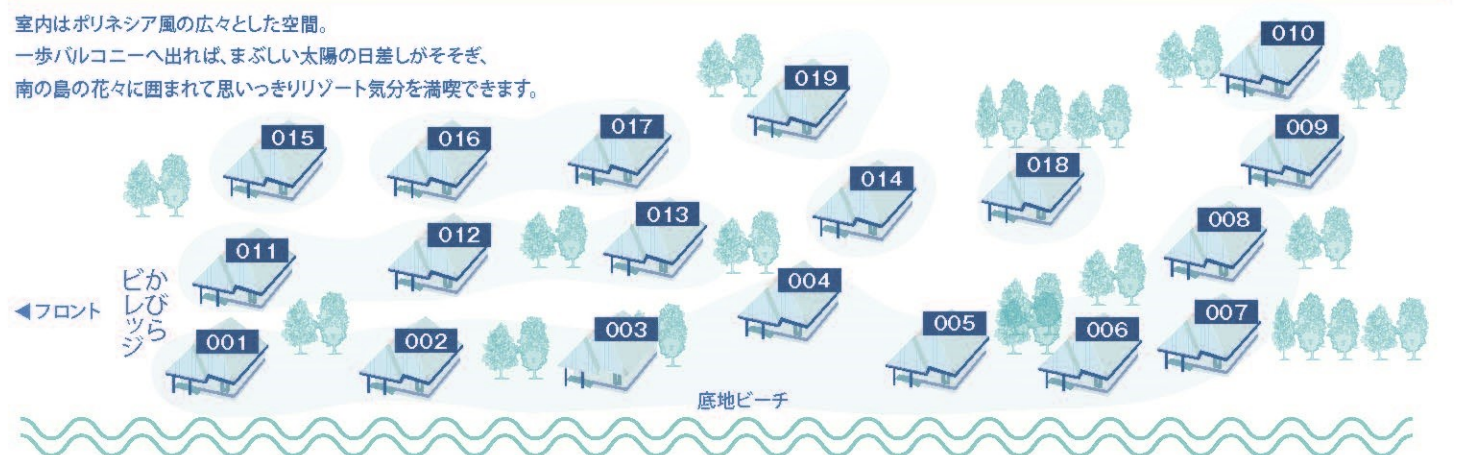 室内はポリネシア風の広々とした空間。
一歩バルコニーへ出れば、まぶしい太陽の日差しがそそぎ、
南の島の花々に囲まれて思いっきりリゾート気分を満喫できます。
010
019
015
016
017
009
018
014
013
008
012
011
004
007
005
006
003
002
001
かびら
ビレッジ
◀フロント
底地ビーチ